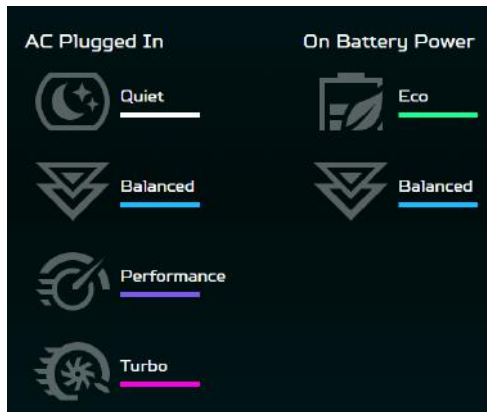 AC Plugged In
On Battery Power
Quiet
Eco
Balanced
Balanced
Performance
Turbo